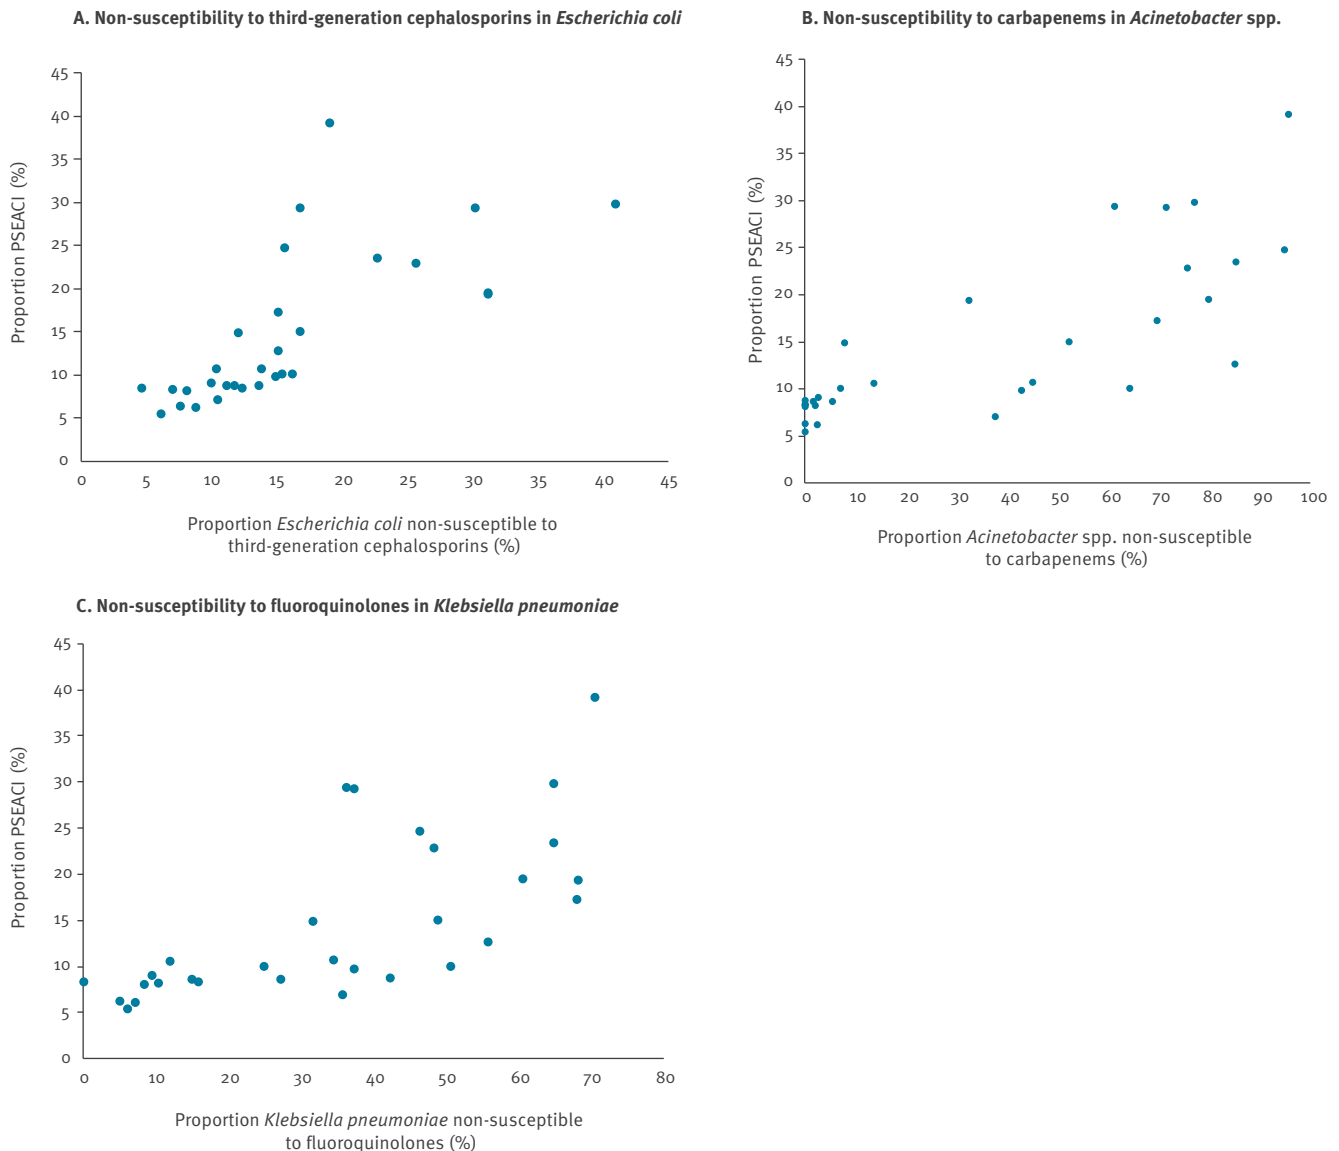 A. Non-susceptibility to third-generation cephalosporins in Escherichia coli
45
40
35
30
25
20
15
10
5
0
Proportion PSEACI (%)
0 5 10 15 20 25 30 35 40 45
Proportion Escherichia coli non-susceptible to
third-generation cephalosporins (%)
B. Non-susceptibility to carbapenems in Acinetobacter spp.
45
40
35
30
25
20
15
10
5
0
Proportion PSEACI (%)
0 10 20 30 40 50 60 70 80 90 100
Proportion Acinetobacter spp. non-susceptible
to carbapenems (%)
C. Non-susceptibility to fluoroquinolones in Klebsiella pneumoniae
45
40
35
30
25
20
15
10
5
0
Proportion PSEACI (%)
0 10 20 30 40 50 60 70 80
Proportion Klebsiella pneumoniae non-susceptible
to fluoroquinolones (%)